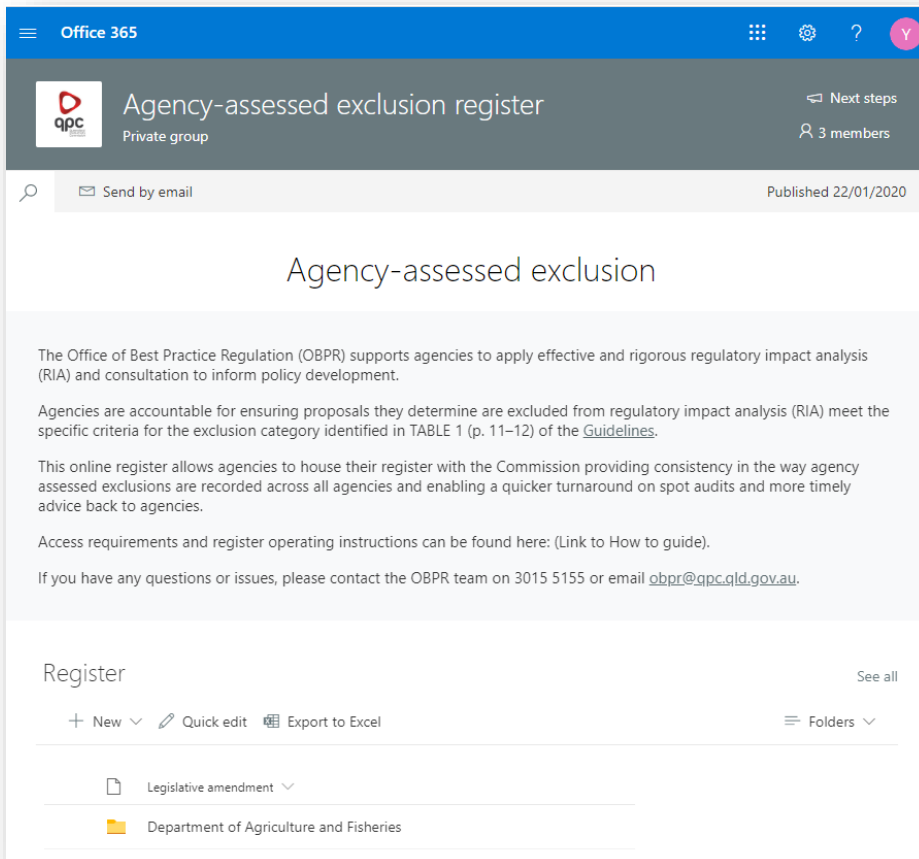 Office 365
?
Y
qpc
Agency-assessed exclusion register
Private group
Next steps
3 members
Send by email
Published 22/01/2020
Agency-assessed exclusion
The Office of Best Practice Regulation (OBPR) supports agencies to apply effective and rigorous regulatory impact analysis
(RIA) and consultation to inform policy development.
Agencies are accountable for ensuring proposals they determine are excluded from regulatory impact analysis (RIA) meet the
specific criteria for the exclusion category identified in TABLE 1 (p. 11–12) of the Guidelines.
This online register allows agencies to house their register with the Commission providing consistency in the way agency
assessed exclusions are recorded across all agencies and enabling a quicker turnaround on spot audits and more timely
advice back to agencies.
Access requirements and register operating instructions can be found here: (Link to How to guide).
If you have any questions or issues, please contact the OBPR team on 3015 5155 or email obpr@qpc.qld.gov.au.
Register
See all
New
Quick edit
Export to Excel
Folders
Legislative amendment
Department of Agriculture and Fisheries